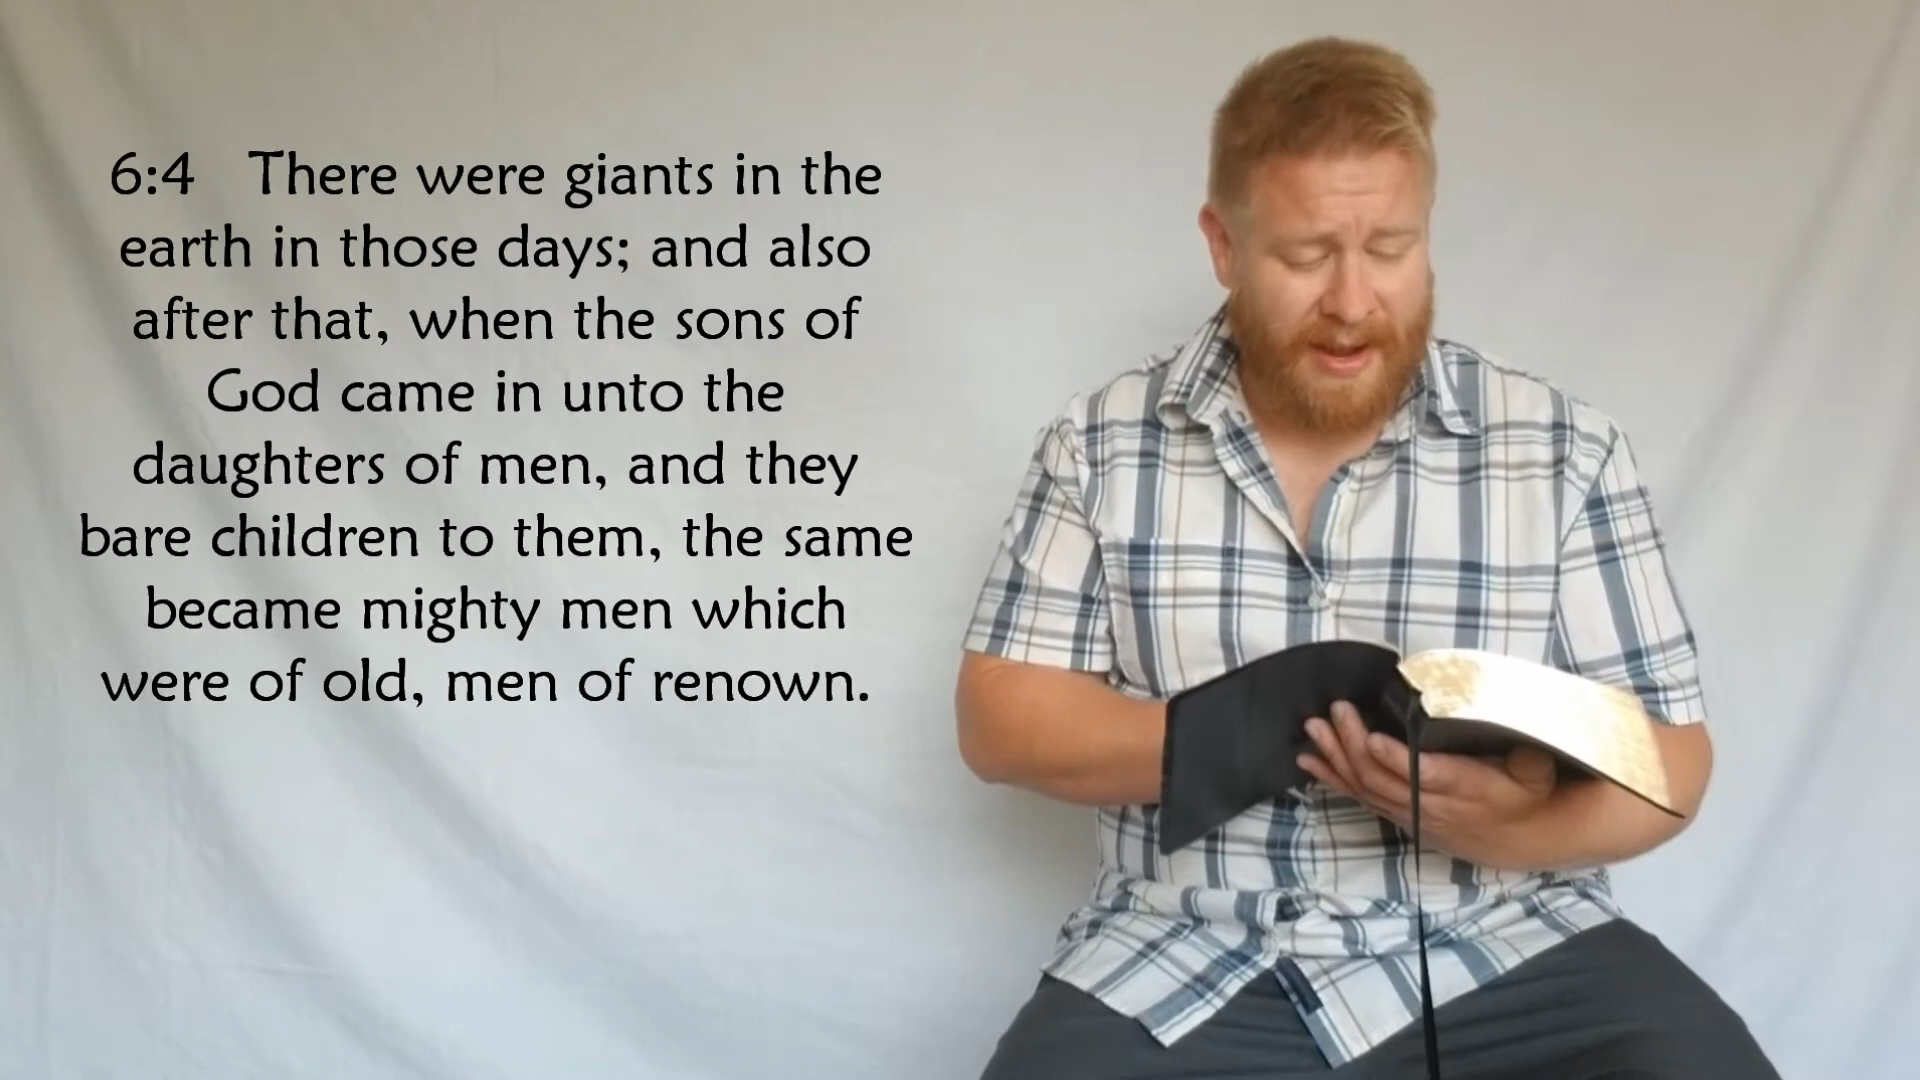 6:4 There were giants in the
earth in those days; and also
after that, when the sons of
God came in unto the
daughters of men, and they
bare children to them, the same
became mighty men which
were of old, men of renown.